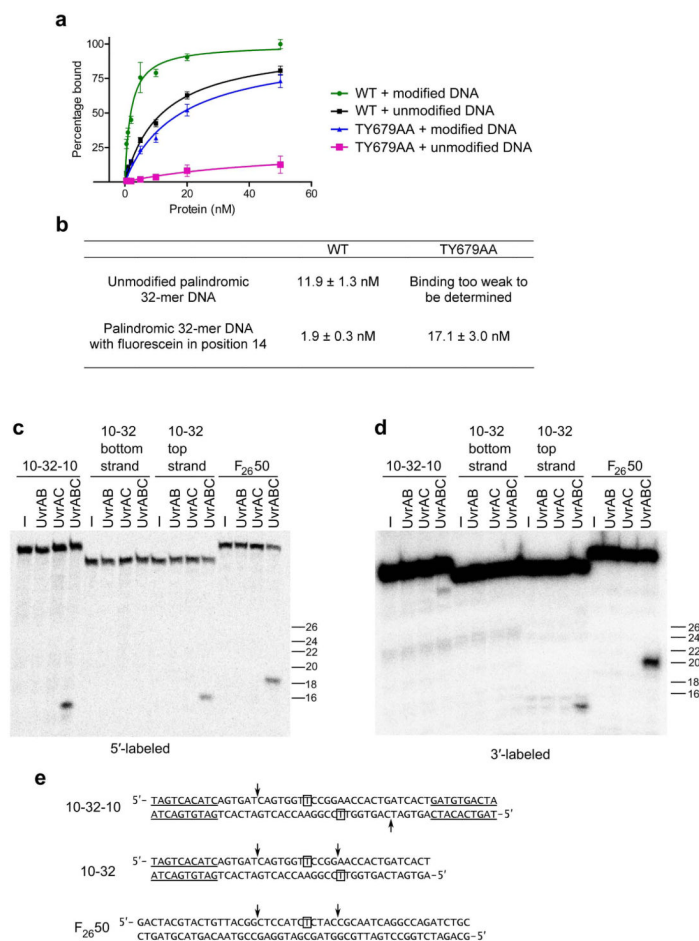 a
Percentage bound
100
75
50
25
0
20
40
60
Protein (nM)
WT + modified DNA
WT + unmodified DNA
TY679AA + modified DNA
TY679AA + unmodified DNA
b
WT TY679AA
Unmodified palindromic 11.9 ± 1.3 nM Binding too weak to
32-mer DNA be determined
Palindromic 32-mer DNA 1.9 ± 0.3 nM 17.1 ± 3.0 nM
with fluorescein in position 14
c
10-32 10-32
bottom top
10-32-10 strand strand F₂₆50
– UvrAB UvrAC UvrABC – UvrAB UvrAC UvrABC – UvrAB UvrAC UvrABC – UvrAB UvrAC UvrABC
26
24
22
20
18
16
5′-labeled
d
10-32 10-32
bottom top
10-32-10 strand strand F₂₆50
– UvrAB UvrAC UvrABC – UvrAB UvrAC UvrABC – UvrAB UvrAC UvrABC – UvrAB UvrAC UvrABC
26
24
22
20
18
16
3′-labeled
e
10-32-10
5′- TAGTCACATCAGTGATCAGTGGTTCCGGAACCACTGATCACTGATGTGACTA
ATCAGTGTAGTCACTAGTCACCAAGGCCTTGGTGACTAGTGACTACACTGAT-5′
10-32
5′- TAGTCACATCAGTGATCAGTGGTTCCGGAACCACTGATCACT
ATCAGTGTAGTCACTAGTCACCAAGGCCTTGGTGACTAGTGA-5′
F₂₆50
5′- GACTACGTACTGTTACGGCTCCATCTCTACCGCAATCAGGCCAGATCTGC
CTGATGCATGACAATGCCGAGGTAGCGATGGCGTTAGTCCGGTCTAGACG-5′